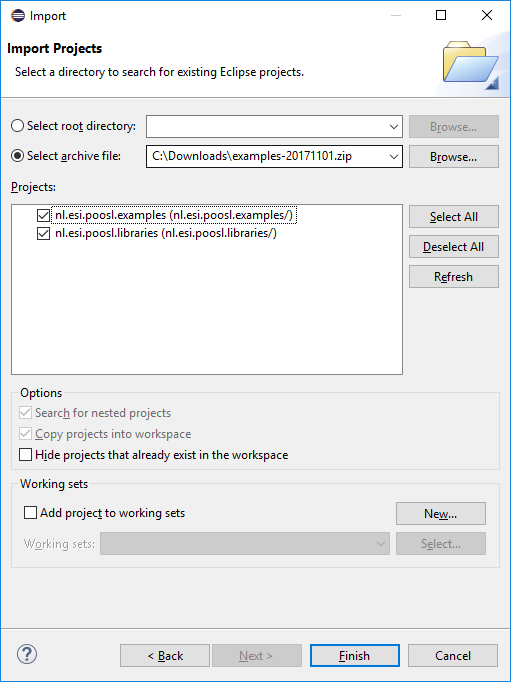 Import
Import Projects
Select a directory to search for existing Eclipse projects.
Select root directory:
Browse...
Select archive file:
C:\Downloads\examples-20171101.zip
Browse...
Projects:
nl.esi.poosl.examples (nl.esi.poosl.examples/)
nl.esi.poosl.libraries (nl.esi.poosl.libraries/)
Select All
Deselect All
Refresh
Options
Search for nested projects
Copy projects into workspace
Hide projects that already exist in the workspace
Working sets
Add project to working sets
New...
Working sets:
Select...
?
< Back
Next >
Finish
Cancel